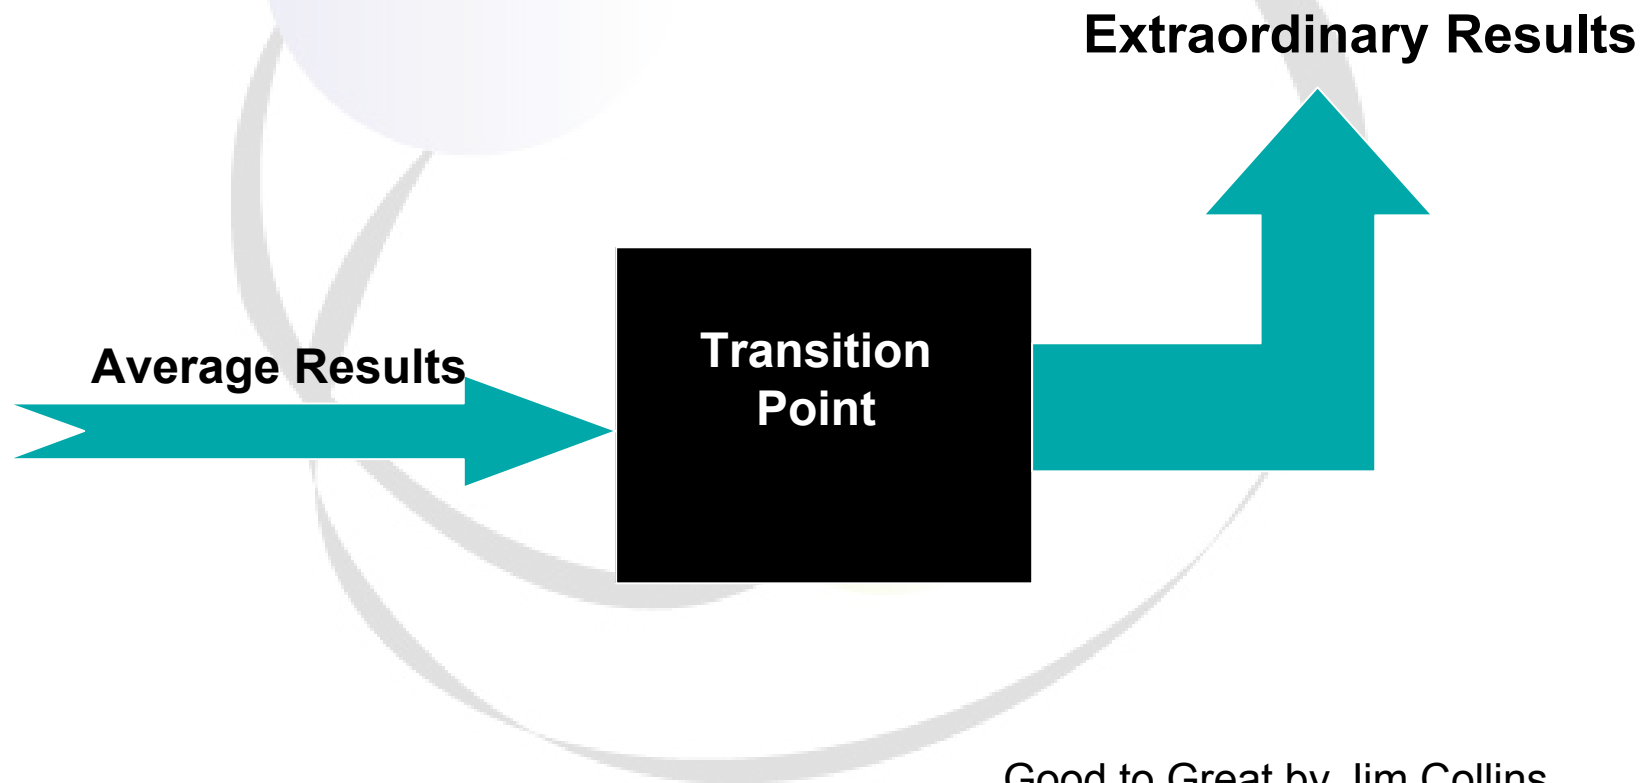 Extraordinary Results
Average Results
Transition
Point
Good to Great by Jim Collins